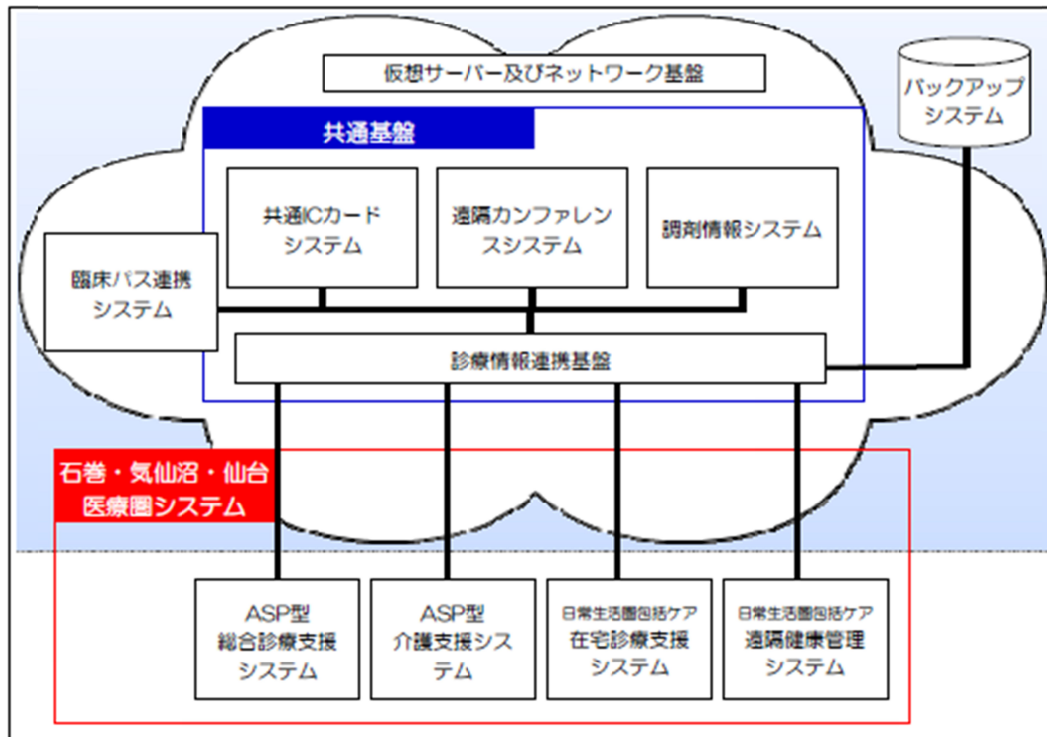 仮想サーバー及びネットワーク基盤
バックアップ
システム
共通基盤
共通ICカード
システム
遠隔カンファレン
スシステム
調剤情報システム
臨床パス連携
システム
診療情報連携基盤
石巻・気仙沼・仙台
医療圏システム
ASP型
総合診療支援
システム
ASP型
介護支援シス
テム
日常生活圏包括ケア
在宅診療支援
システム
日常生活圏包括ケア
遠隔健康管理
システム